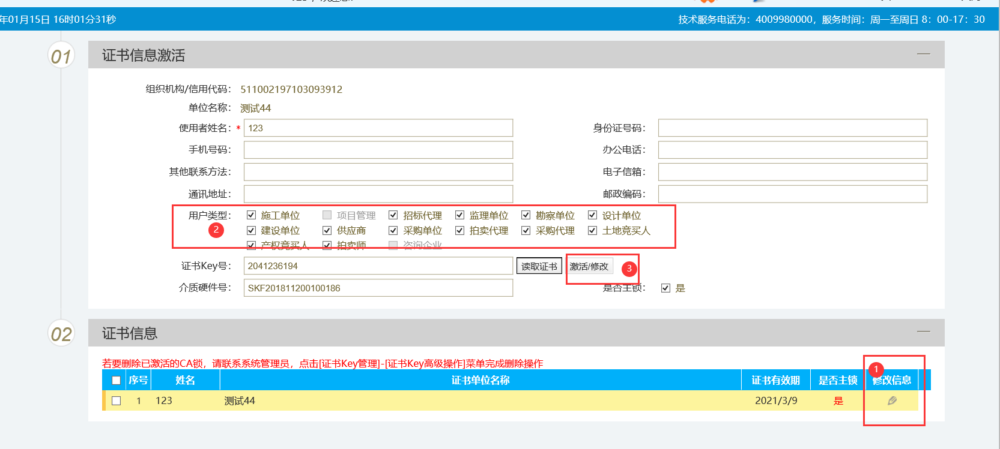 年01月15日 16时01分31秒
技术服务电话为：4009980000，服务时间：周一至周日 8：00-17：30
01
证书信息激活
组织机构/信用代码： 511002197103093912
单位名称： 测试44
使用者姓名： * 123
身份证号码：
手机号码：
办公电话：
其他联系方法：
电子信箱：
通讯地址：
邮政编码：
用户类型： 施工单位 项目管理 招标代理 监理单位 勘察单位 设计单位
2 建设单位 供应商 采购单位 拍卖代理 采购代理 土地竞买人
产权竞买人 拍卖师 咨询企业
证书Key号： 2041236194 读取证书 激活/修改 3
介质硬件号： SKF201811200100186 是否主锁： 是
02
证书信息
若要删除已激活的CA锁，请联系系统管理员，点击[证书Key管理]-[证书Key高级操作]菜单完成删除操作
1
序号 姓名 证书单位名称 证书有效期 是否主锁 修改信息
1 123 测试44 2021/3/9 是